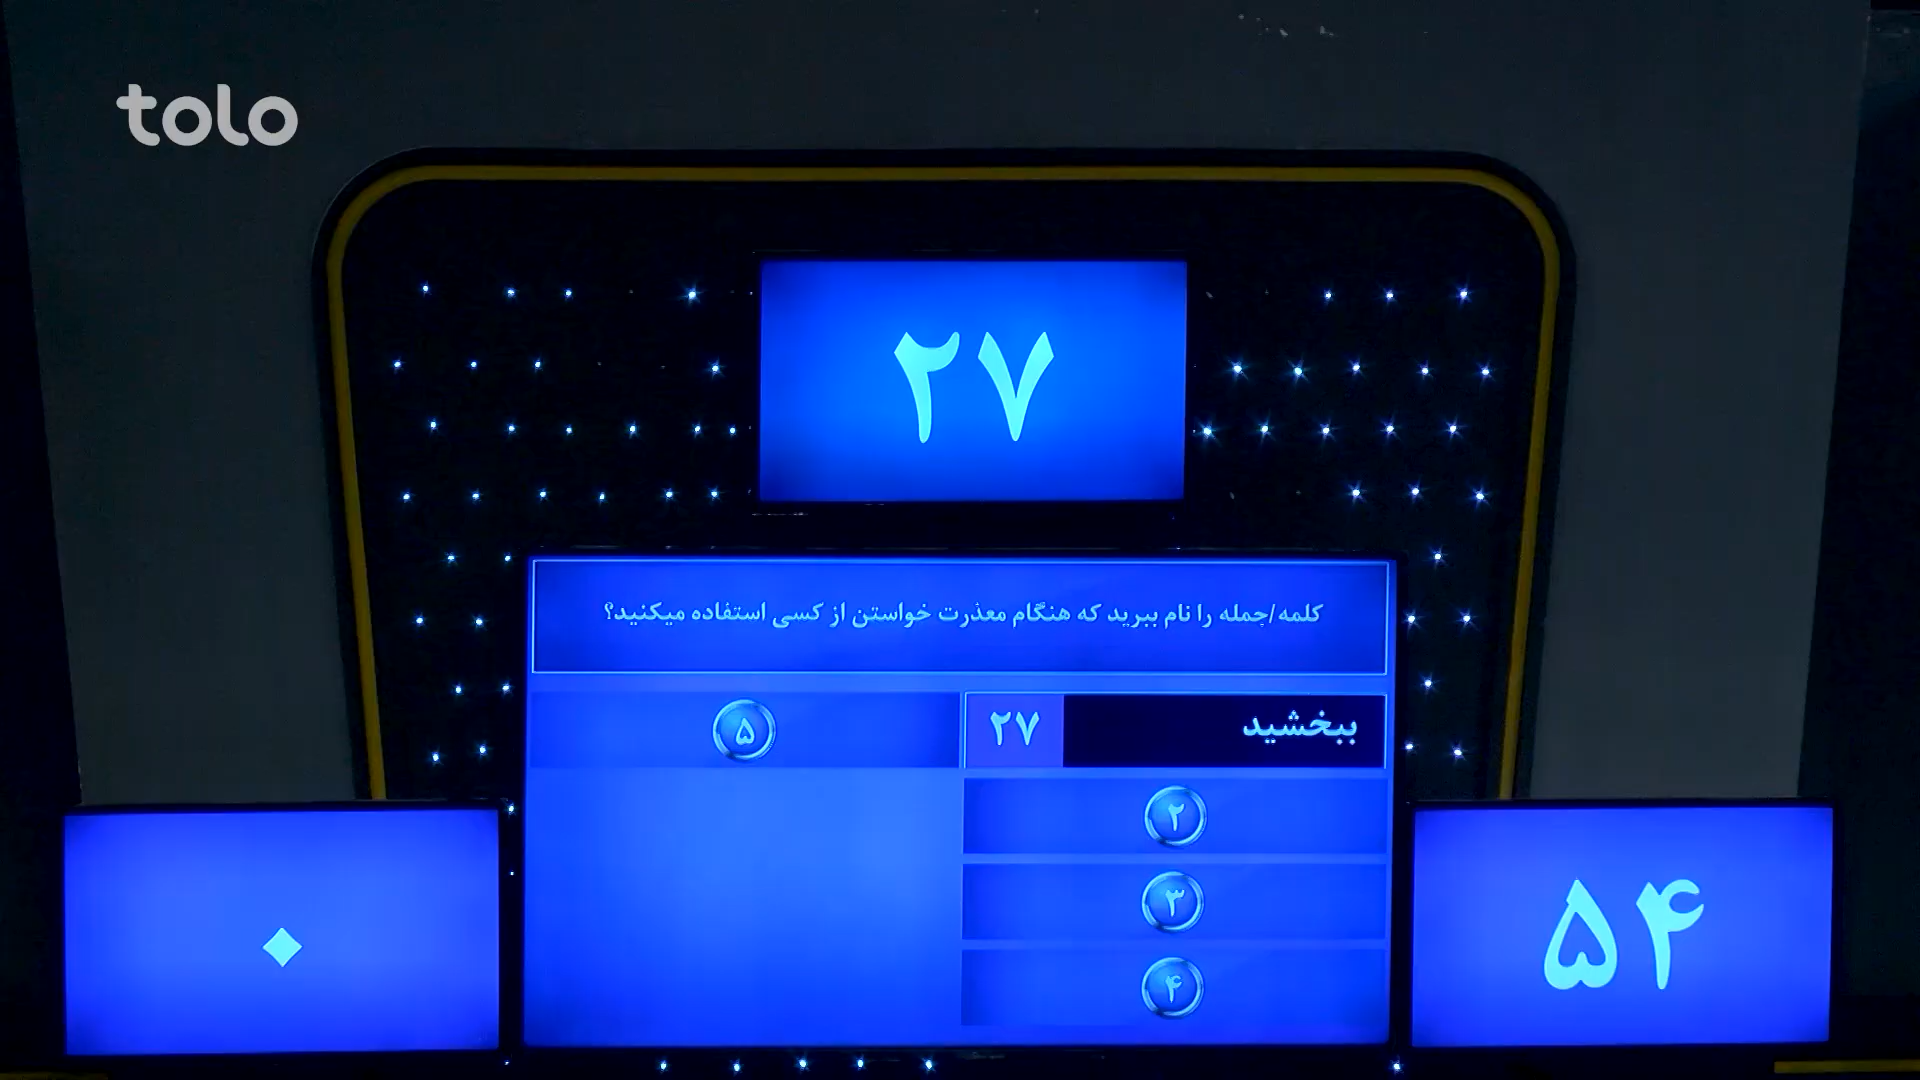 tolo
۲۷
کلمه/جمله را نام ببرید که هنگام معذرت خواستن از کسی استفاده میکنید؟
ببخشید ۲۷
۲
۳
۴
۵
۰
۵۴